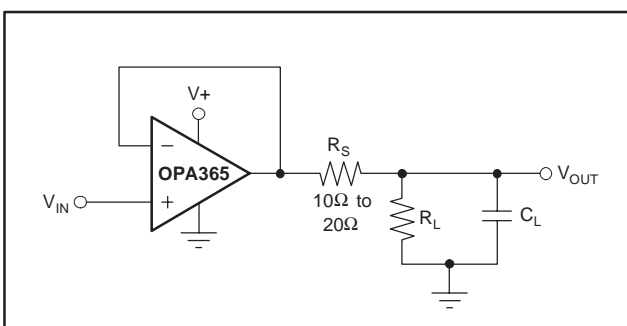 V+
−
OPA365
+
V_IN
R_S
10Ω to
20Ω
R_L
C_L
V_OUT